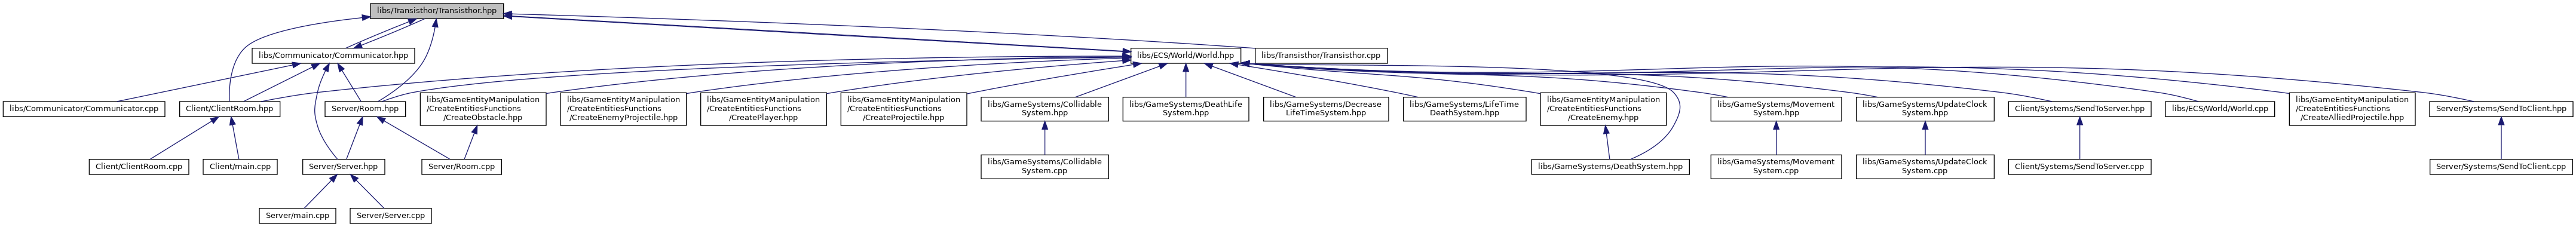 libs/Transisthor/Transisthor.hpp
libs/Communicator/Communicator.hpp
libs/ECS/World/World.hpp
libs/Transisthor/Transisthor.cpp
libs/Communicator/Communicator.cpp
Client/ClientRoom.hpp
Server/Room.hpp
libs/GameEntityManipulation
/CreateEntitiesFunctions
/CreateObstacle.hpp
libs/GameEntityManipulation
/CreateEntitiesFunctions
/CreateEnemyProjectile.hpp
libs/GameEntityManipulation
/CreateEntitiesFunctions
/CreatePlayer.hpp
libs/GameEntityManipulation
/CreateEntitiesFunctions
/CreateProjectile.hpp
libs/GameSystems/Collidable
System.hpp
libs/GameSystems/DeathLife
System.hpp
libs/GameSystems/Decrease
LifeTimeSystem.hpp
libs/GameSystems/LifeTime
DeathSystem.hpp
libs/GameEntityManipulation
/CreateEntitiesFunctions
/CreateEnemy.hpp
libs/GameSystems/Movement
System.hpp
libs/GameSystems/UpdateClock
System.hpp
Client/Systems/SendToServer.hpp
libs/ECS/World/World.cpp
libs/GameEntityManipulation
/CreateEntitiesFunctions
/CreateAlliedProjectile.hpp
Server/Systems/SendToClient.hpp
Client/ClientRoom.cpp
Client/main.cpp
Server/Server.hpp
Server/Room.cpp
libs/GameSystems/Collidable
System.cpp
libs/GameSystems/DeathSystem.hpp
libs/GameSystems/Movement
System.cpp
libs/GameSystems/UpdateClock
System.cpp
Client/Systems/SendToServer.cpp
Server/Systems/SendToClient.cpp
Server/main.cpp
Server/Server.cpp